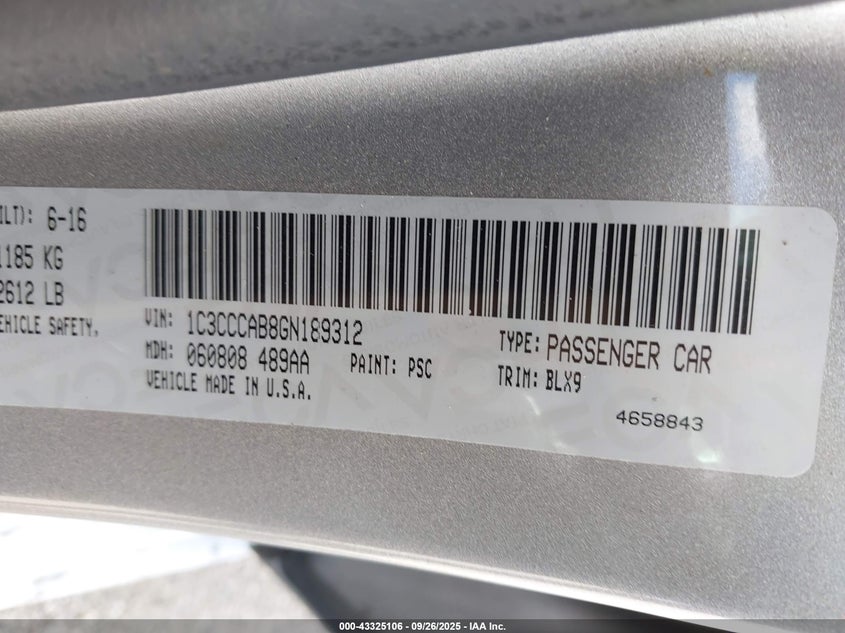 ILT): 6-16
1185 KG
2612 LB
EHICLE SAFETY,
VIN: 1C3CCCAB8GN189312
MDH: 060808 489AA
PAINT: PSC
VEHICLE MADE IN U.S.A.
TYPE: PASSENGER CAR
TRIM: BLX9
4658843
000-43325106 - 09/26/2025 - IAA Inc.